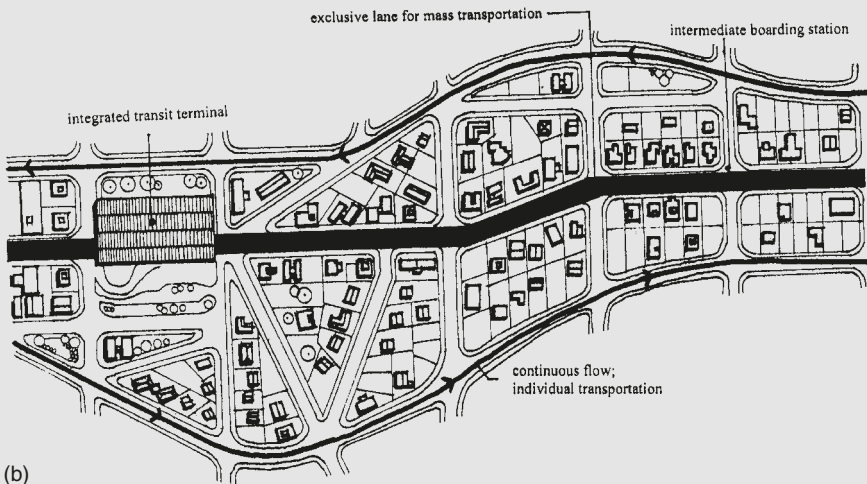 exclusive lane for mass transportation
intermediate boarding station
integrated transit terminal
continuous flow;
individual transportation
(b)